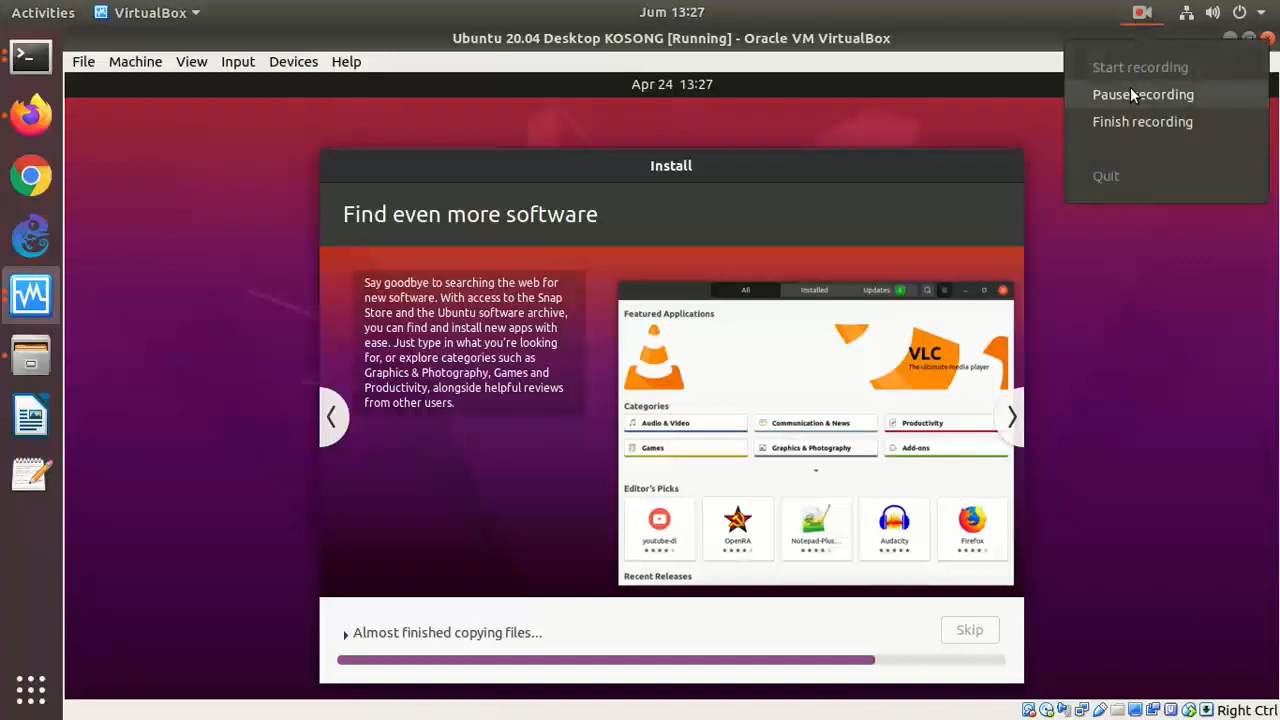 Activities
VirtualBox
Jum 13:27
Ubuntu 20.04 Desktop KOSONG [Running] - Oracle VM VirtualBox
File Machine View Input Devices Help
Start recording
Pause recording
Finish recording
Quit
Apr 24 13:27
Install
Find even more software
Say goodbye to searching the web for
new software. With access to the Snap
Store and the Ubuntu software archive,
you can find and install new apps with
ease. Just type in what you're looking
for, or explore categories such as
Graphics & Photography, Games and
Productivity, alongside helpful reviews
from other users.
All Installed Updates
Featured Applications
VLC
The ultimate media player
Categories
Audio & Video Communication & News Productivity
Games Graphics & Photography Add-ons
Editor's Picks
youtube-dl OpenRA Notepad-Plus... Audacity Firefox
Recent Releases
Almost finished copying files...
Skip
Right Ctrl